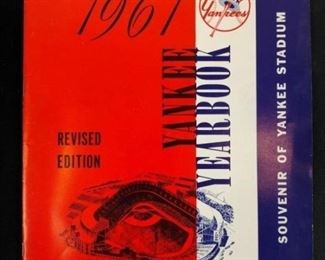 1961
Yankees
YANKEE
YEARBOOK
REVISED
EDITION
SOUVENIR OF YANKEE STADIUM